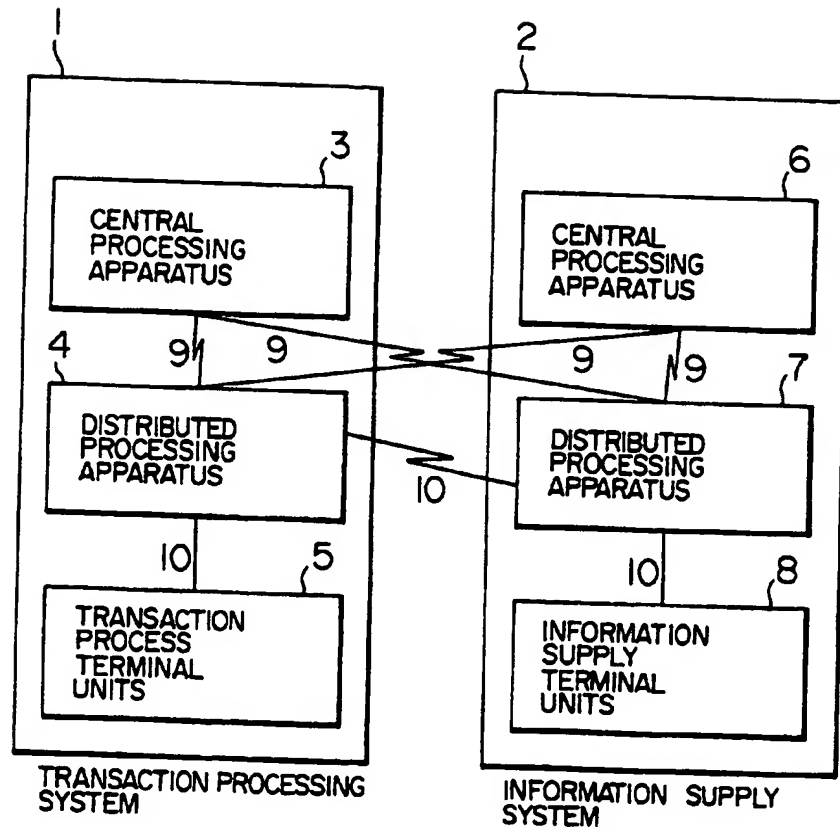 1
2
3
CENTRAL
PROCESSING
APPARATUS
6
CENTRAL
PROCESSING
APPARATUS
4
9
9
9
9
7
DISTRIBUTED
PROCESSING
APPARATUS
10
DISTRIBUTED
PROCESSING
APPARATUS
10
5
TRANSACTION
PROCESS
TERMINAL
UNITS
10
8
INFORMATION
SUPPLY
TERMINAL
UNITS
TRANSACTION PROCESSING
SYSTEM
INFORMATION SUPPLY
SYSTEM